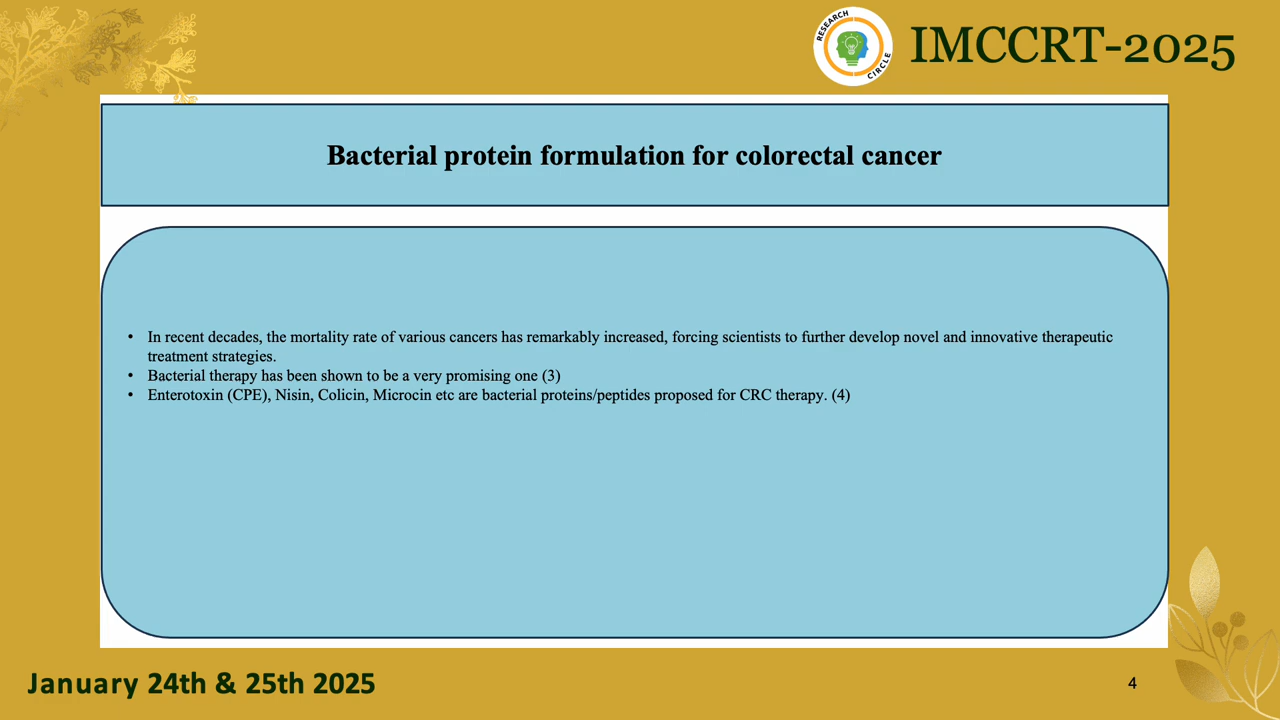 RESEARCH
CIRCLE
IMCCRT-2025
Bacterial protein formulation for colorectal cancer
• In recent decades, the mortality rate of various cancers has remarkably increased, forcing scientists to further develop novel and innovative therapeutic
treatment strategies.
• Bacterial therapy has been shown to be a very promising one (3)
• Enterotoxin (CPE), Nisin, Colicin, Microcin etc are bacterial proteins/peptides proposed for CRC therapy. (4)
January 24th & 25th 2025
4